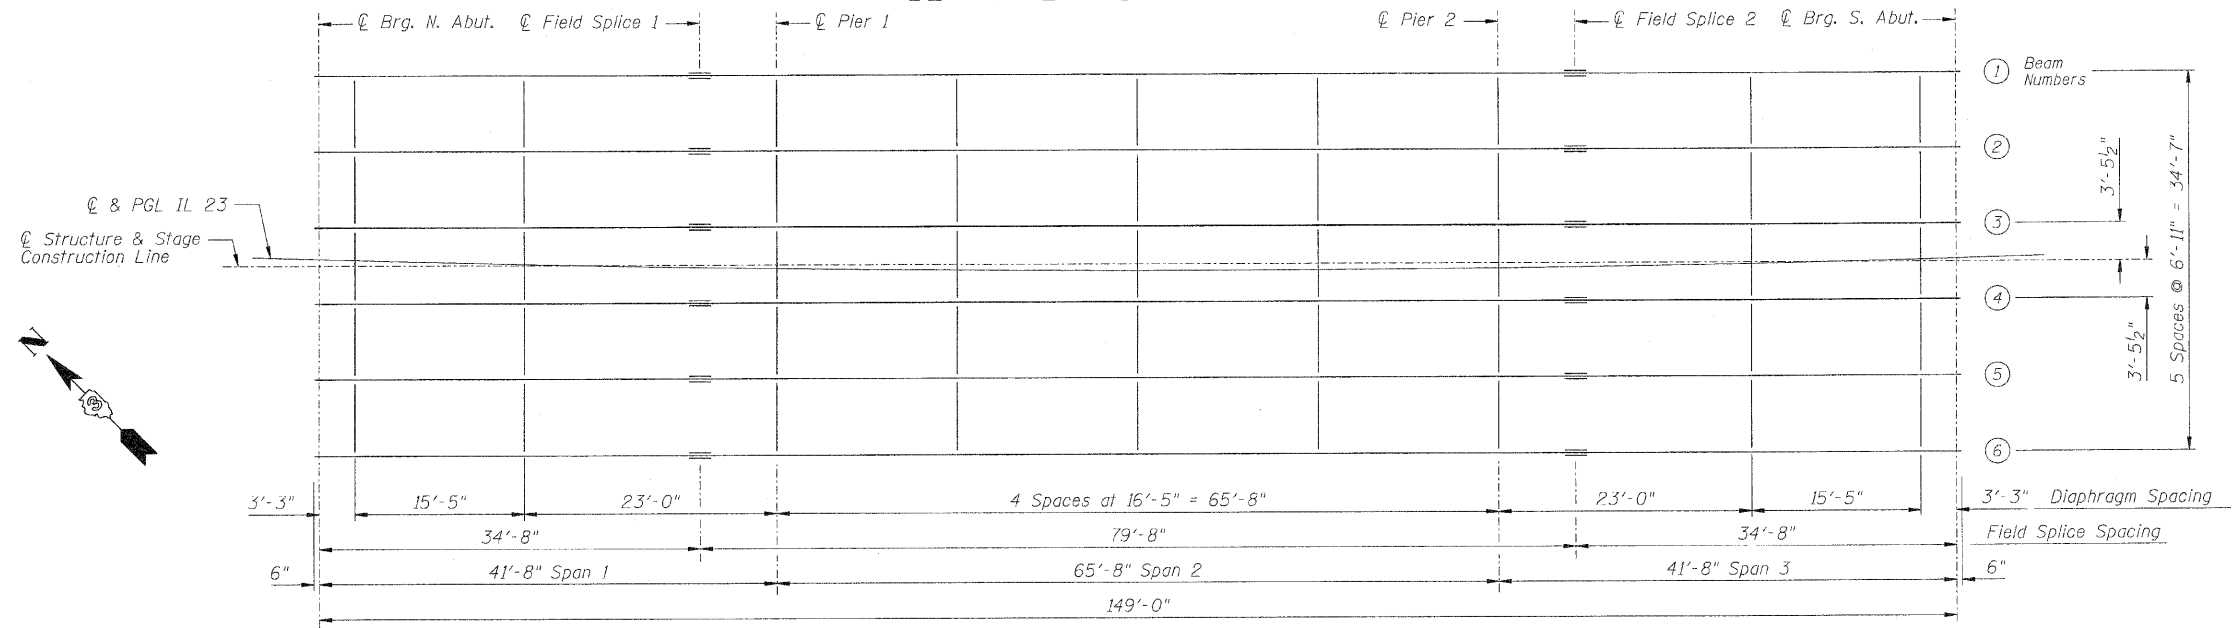 ℄ Brg. N. Abut.
℄ Field Splice 1
℄ Pier 1
℄ Pier 2
℄ Field Splice 2
℄ Brg. S. Abut.
1
Beam
Numbers
2
3
4
5
6
℄ & PGL IL 23
℄ Structure & Stage
Construction Line
N
3'-5½"
3'-5½"
5 Spaces @ 6'-11" = 34'-7"
3'-3"
15'-5"
23'-0"
4 Spaces at 16'-5" = 65'-8"
23'-0"
15'-5"
3'-3"
Diaphragm Spacing
34'-8"
79'-8"
34'-8"
Field Splice Spacing
6"
41'-8" Span 1
65'-8" Span 2
41'-8" Span 3
6"
149'-0"